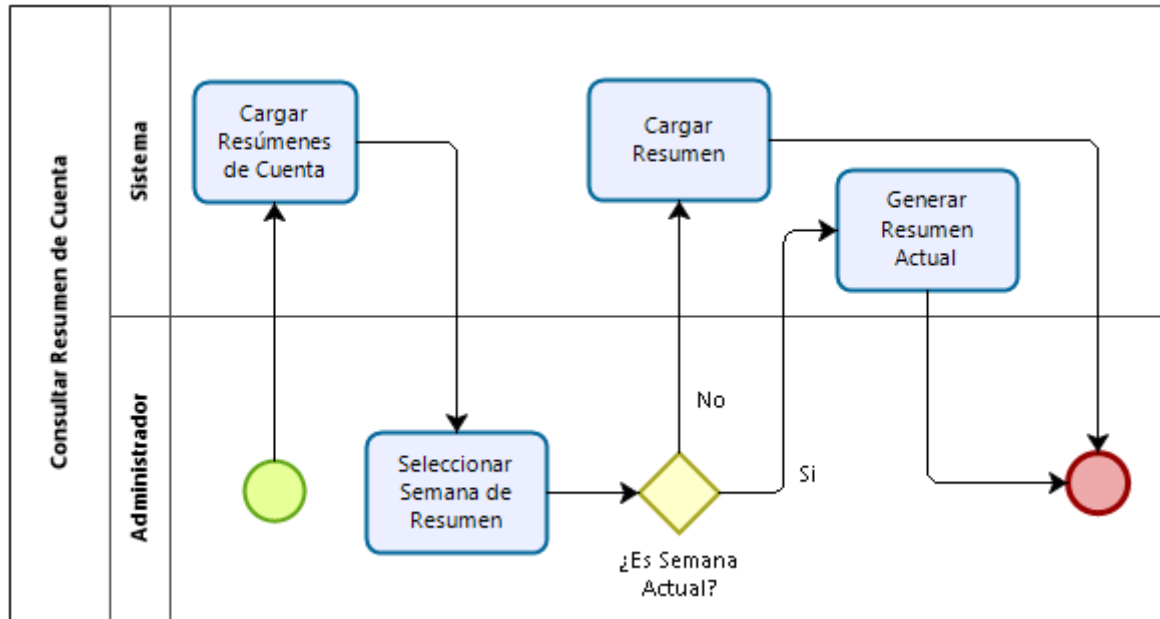 Consultar Resumen de Cuenta
Sistema
Cargar
Resúmenes
de Cuenta
Cargar
Resumen
Generar
Resumen
Actual
Administrador
Seleccionar
Semana de
Resumen
No
Si
¿Es Semana
Actual?